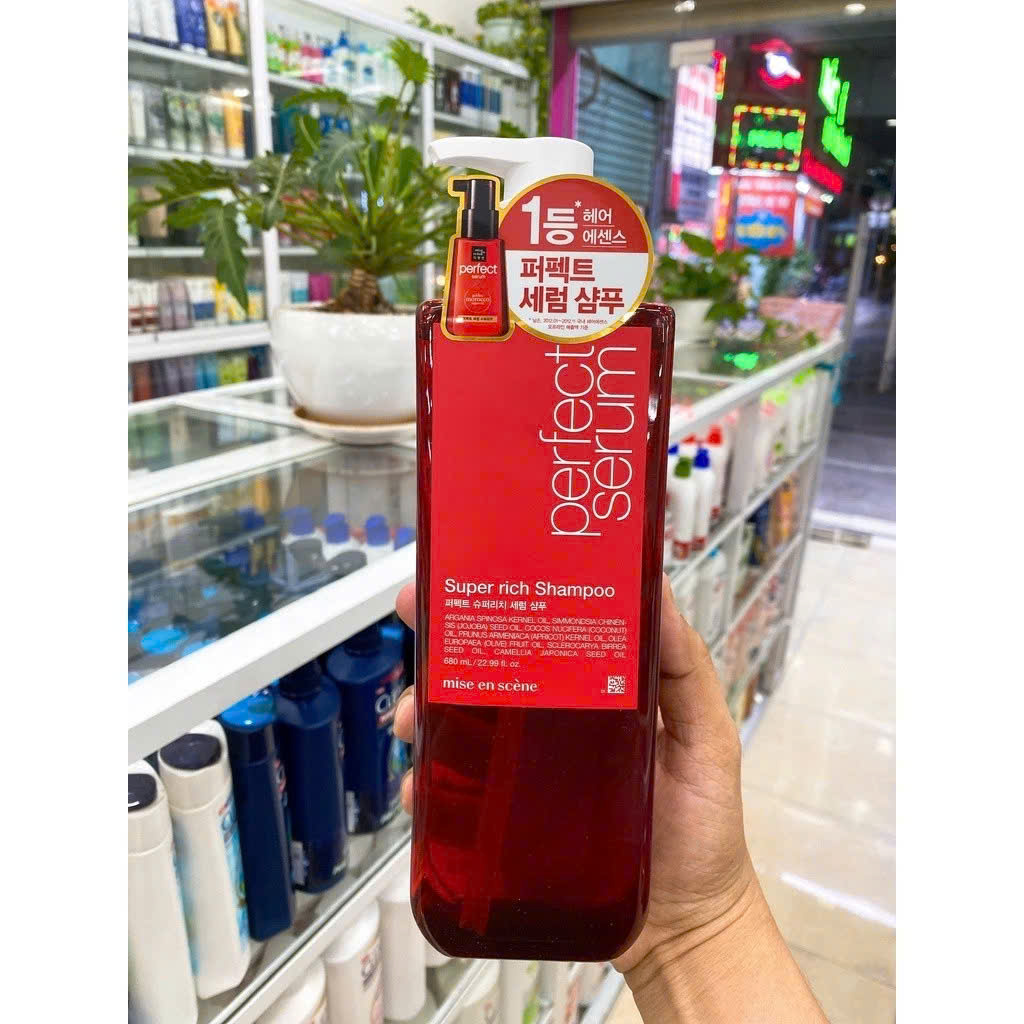 1등*
헤어
에센스
퍼펙트
세럼 샴푸
perfect
serum
morocco
perfect
serum
Super rich Shampoo
퍼펙트 슈퍼리치 세럼 샴푸
ARGANIA SPINOSA KERNEL OIL, SIMMONDSIA CHINEN-
SIS (JOJOBA) SEED OIL, COCOS NUCIFERA (COCONUT)
OIL, PRUNUS ARMENIACA (APRICOT) KERNEL OIL, OLEA
EUROPAEA (OLIVE) FRUIT OIL, SCLEROCARYA BIRREA
SEED OIL, CAMELLIA JAPONICA SEED OIL
680 mL / 22.99 fl. oz.
mise en scène